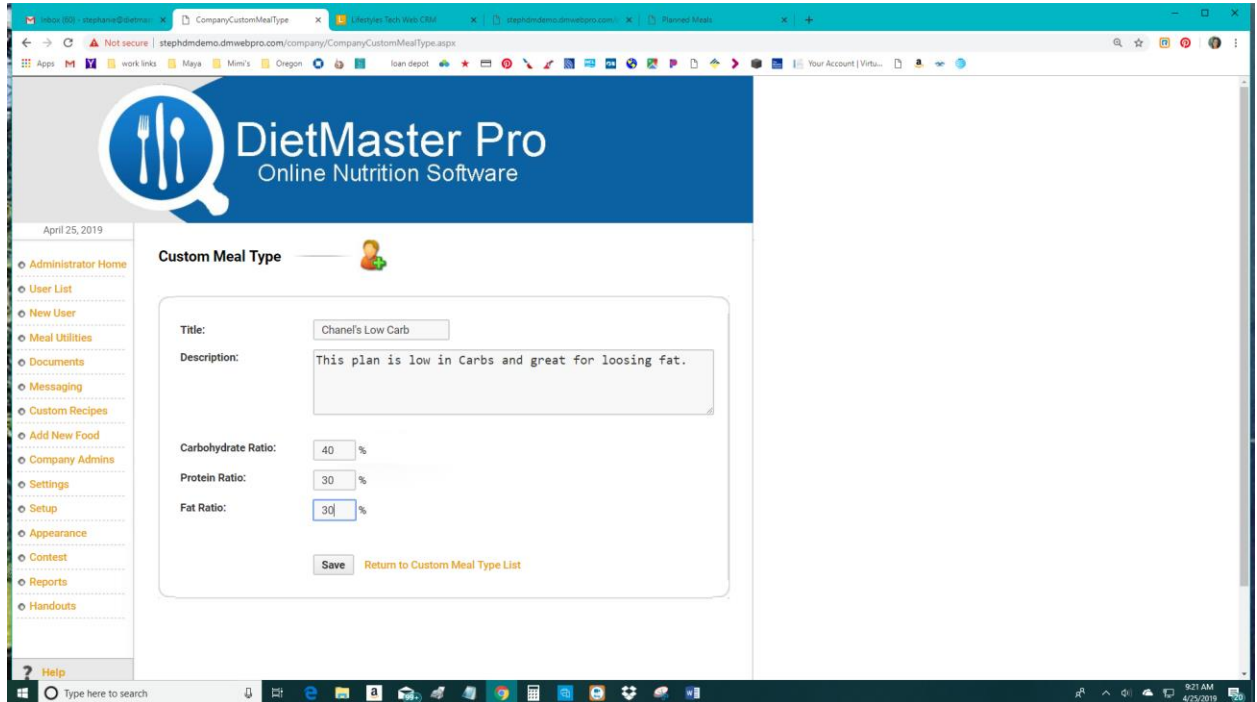 Inbox (60) - stephanie@dietmas
CompanyCustomMealType
Lifestyles Tech Web CRM
stephdmdemo.dmwebpro.com/
Planned Meals
Not secure | stephdmdemo.dmwebpro.com/company/CompanyCustomMealType.aspx
Apps work links Maya Mimi's Oregon loan depot Your Account | Virtu...
DietMaster Pro
Online Nutrition Software
April 25, 2019
Administrator Home
User List
New User
Meal Utilities
Documents
Messaging
Custom Recipes
Add New Food
Company Admins
Settings
Setup
Appearance
Contest
Reports
Handouts
? Help
Custom Meal Type
Title: Chanel's Low Carb
Description: This plan is low in Carbs and great for loosing fat.
Carbohydrate Ratio: 40 %
Protein Ratio: 30 %
Fat Ratio: 30 %
Save Return to Custom Meal Type List
Type here to search
9:21 AM
4/25/2019